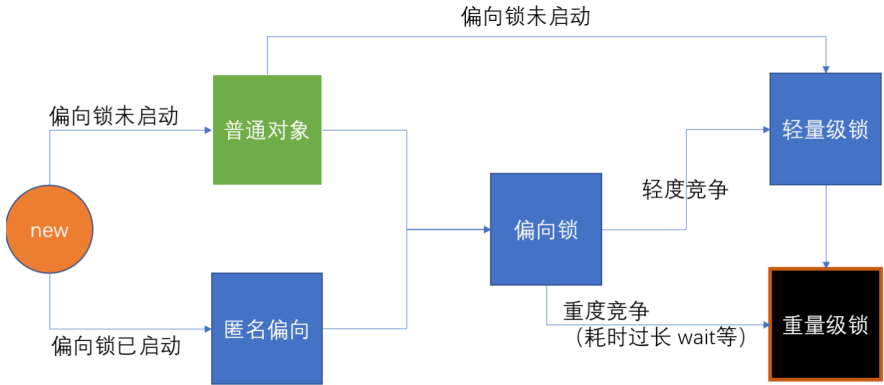 偏向锁未启动
偏向锁未启动
普通对象
轻量级锁
轻度竞争
new
偏向锁
偏向锁已启动
匿名偏向
重度竞争
（耗时过长 wait等）
重量级锁